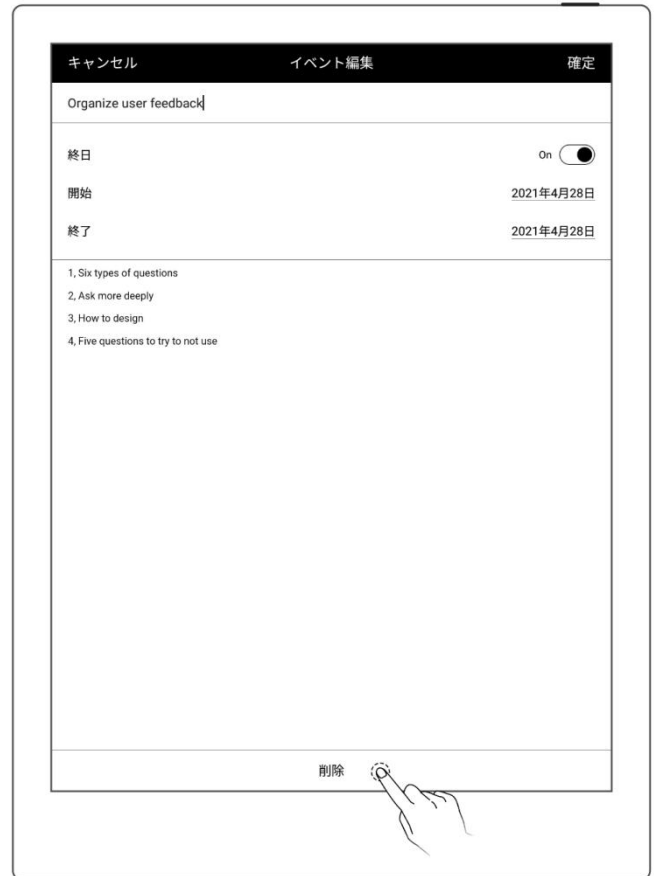 キャンセル イベント編集 確定
Organize user feedback
終日 On
開始 2021年4月28日
終了 2021年4月28日
1, Six types of questions
2, Ask more deeply
3, How to design
4, Five questions to try to not use
削除